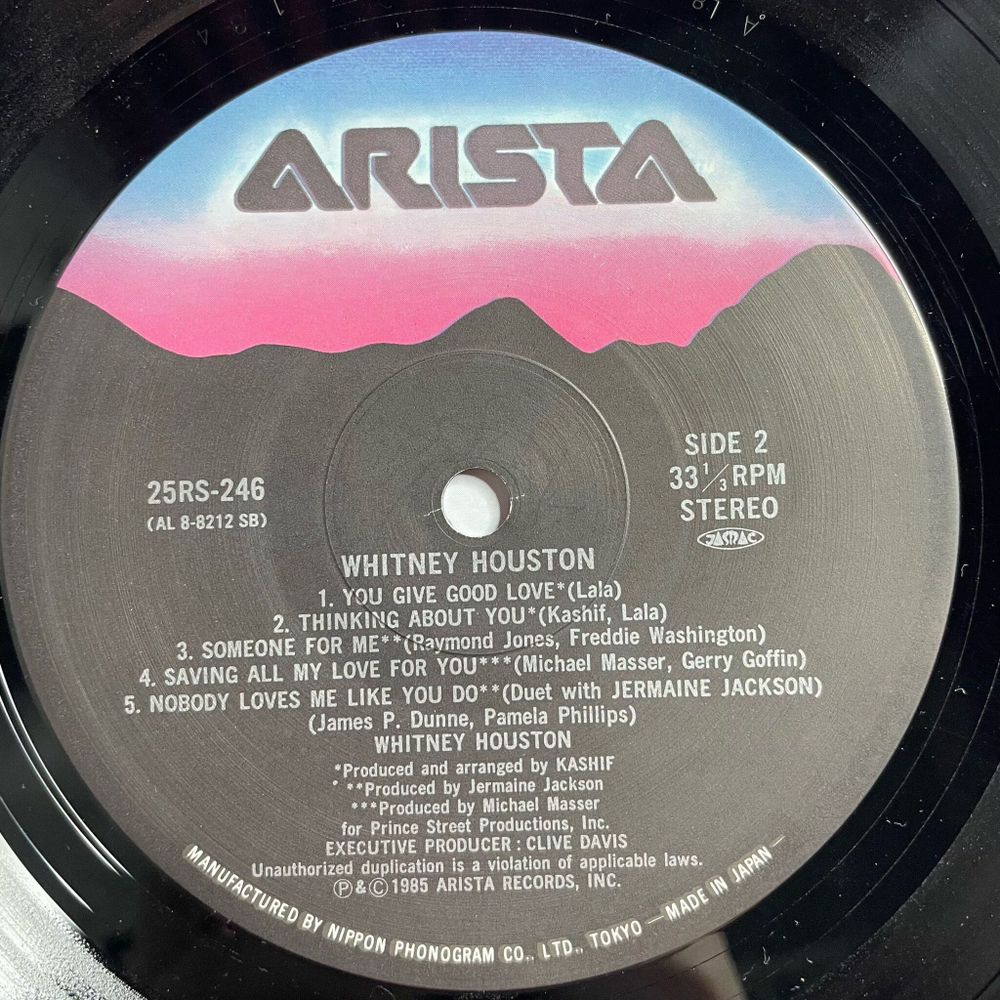 ARISTA
SIDE 2
33 1/3 RPM
STEREO
JASRAC
25RS-246
(AL 8-8212 SB)
WHITNEY HOUSTON
1. YOU GIVE GOOD LOVE*(Lala)
2. THINKING ABOUT YOU*(Kashif, Lala)
3. SOMEONE FOR ME**(Raymond Jones, Freddie Washington)
4. SAVING ALL MY LOVE FOR YOU***(Michael Masser, Gerry Goffin)
5. NOBODY LOVES ME LIKE YOU DO**(Duet with JERMAINE JACKSON)
(James P. Dunne, Pamela Phillips)
WHITNEY HOUSTON
*Produced and arranged by KASHIF
**Produced by Jermaine Jackson
***Produced by Michael Masser
for Prince Street Productions, Inc.
EXECUTIVE PRODUCER : CLIVE DAVIS
Unauthorized duplication is a violation of applicable laws.
Ⓟ&©1985 ARISTA RECORDS, INC.
MANUFACTURED BY NIPPON PHONOGRAM CO., LTD., TOKYO —MADE IN JAPAN—